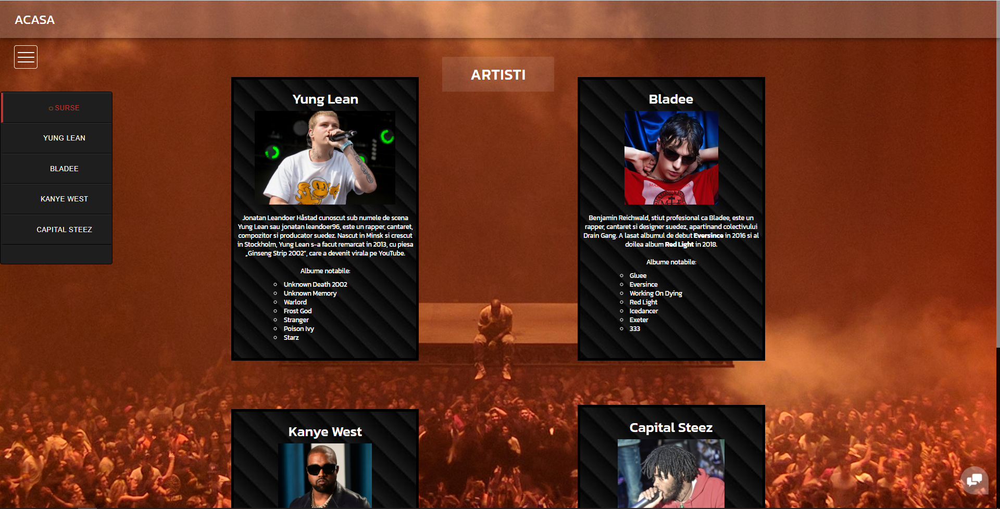 ACASA
ARTISTI
SURSE
YUNG LEAN
BLADEE
KANYE WEST
CAPITAL STEEZ
Yung Lean
Jonatan Leandoer Håstad cunoscut sub numele de scena
Yung Lean sau jonatan leandoer96, este un rapper, cantaret,
compozitor si producator suedez. Nascut in Minsk si crescut
in Stockholm, Yung Lean s-a facut remarcat in 2013, cu piesa
„Ginseng Strip 2002”, care a devenit virala pe YouTube.
Albume notabile:
Unknown Death 2002
Unknown Memory
Warlord
Frost God
Stranger
Poison Ivy
Starz
Bladee
Benjamin Reichwald, stiut profesional ca Bladee, este un
rapper, cantaret si designer suedez, apartinand colectivului
Drain Gang. A lasat albumul de debut Eversince in 2016 si al
doilea album Red Light in 2018.
Albume notabile:
Gluee
Eversince
Working On Dying
Red Light
Icedancer
Exeter
333
Kanye West
Capital Steez